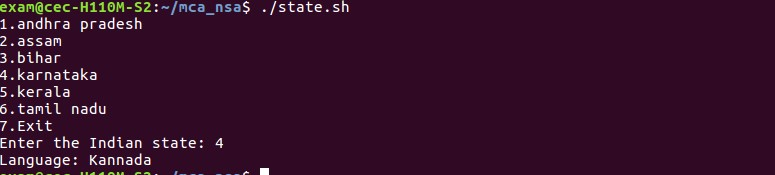 exam@cec-H110M-S2:~/mca_nsa$ ./state.sh
1.andhra pradesh
2.assam
3.bihar
4.karnataka
5.kerala
6.tamil nadu
7.Exit
Enter the Indian state: 4
Language: Kannada
exam@cec-H110M-S2:~/mca_nsa$